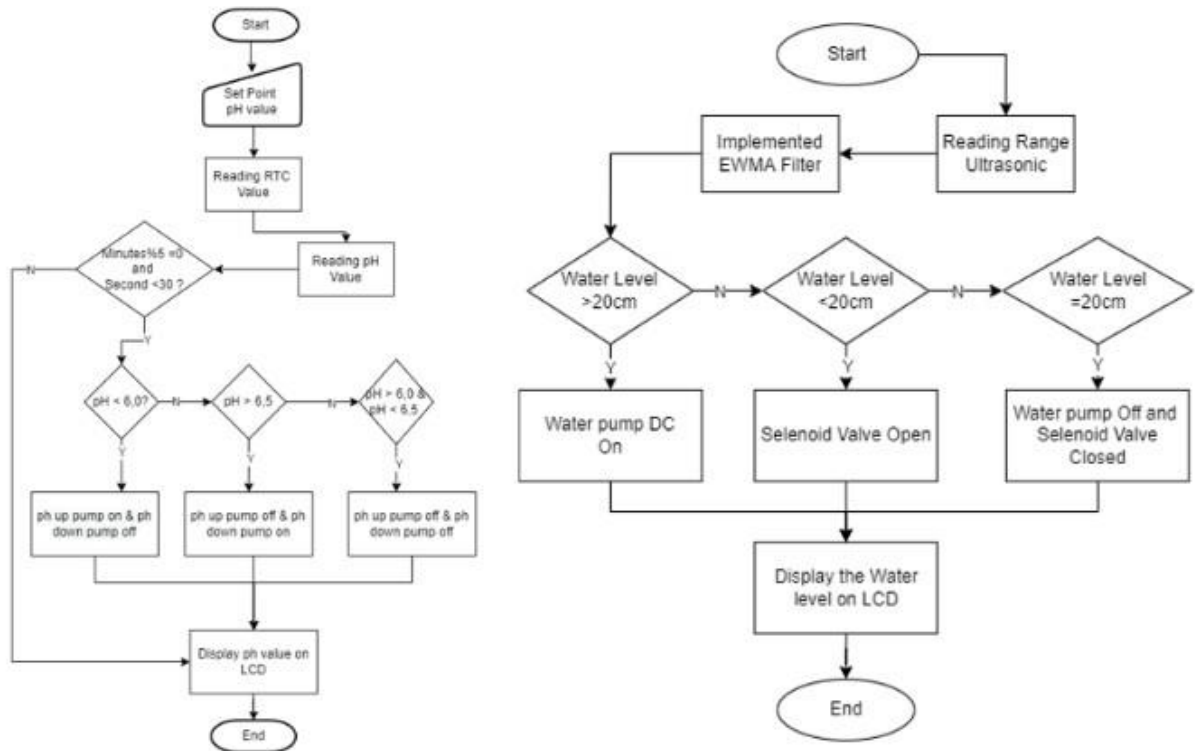 Start
Set Point
pH value
Reading RTC
Value
Reading pH
Value
Minutes%5 =0
and
Second <30 ?
N
Y
pH < 6,0?
N
pH > 6,5
N
pH > 6,0 &
pH < 6,5
Y
Y
Y
ph up pump on & ph
down pump off
ph up pump off & ph
down pump on
ph up pump off & ph
down pump off
Display ph value on
LCD
End
Start
Reading Range
Ultrasonic
Implemented
EWMA Filter
Water Level
>20cm
N
Water Level
<20cm
N
Water Level
=20cm
Y
Y
Y
Water pump DC
On
Selenoid Valve Open
Water pump Off and
Selenoid Valve
Closed
Display the Water
level on LCD
End